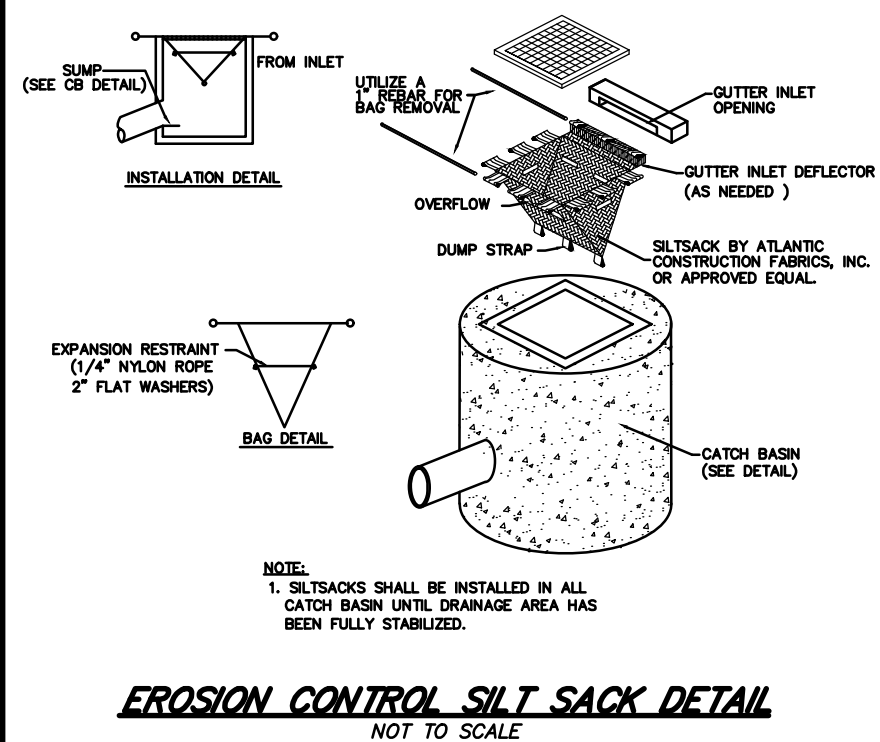 SUMP
(SEE CB DETAIL)
FROM INLET
INSTALLATION DETAIL
UTILIZE A
1" REBAR FOR
BAG REMOVAL
GUTTER INLET
OPENING
GUTTER INLET DEFLECTOR
(AS NEEDED )
OVERFLOW
DUMP STRAP
SILTSACK BY ATLANTIC
CONSTRUCTION FABRICS, INC.
OR APPROVED EQUAL.
EXPANSION RESTRAINT
(1/4" NYLON ROPE
2" FLAT WASHERS)
BAG DETAIL
CATCH BASIN
(SEE DETAIL)
NOTE:
1. SILTSACKS SHALL BE INSTALLED IN ALL
CATCH BASIN UNTIL DRAINAGE AREA HAS
BEEN FULLY STABILIZED.
EROSION CONTROL SILT SACK DETAIL
NOT TO SCALE